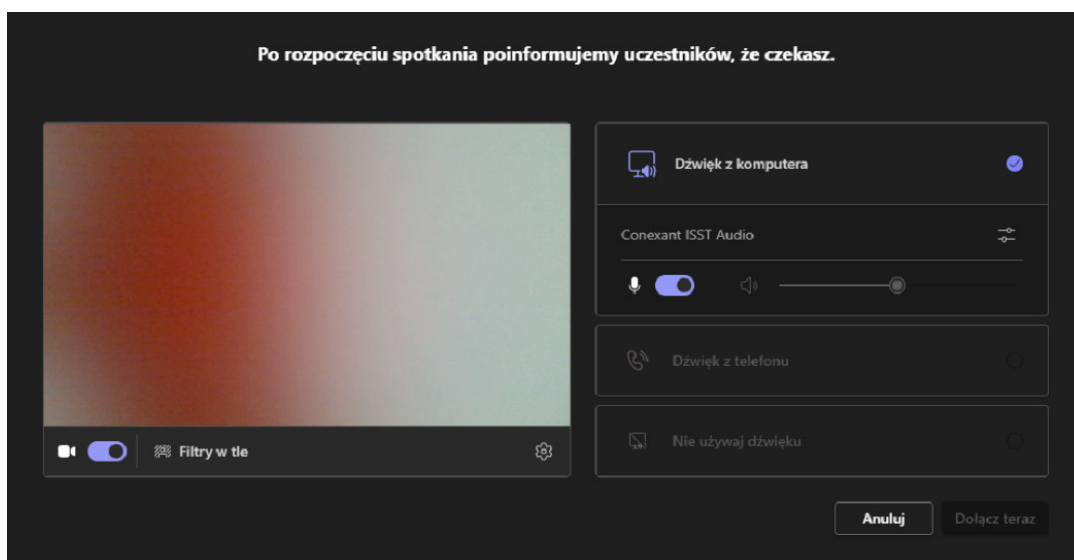 Po rozpoczęciu spotkania poinformujemy uczestników, że czekasz.
Dźwięk z komputera
Conexant ISST Audio
Dźwięk z telefonu
Nie używaj dźwięku
Filtry w tle
Anuluj
Dołącz teraz